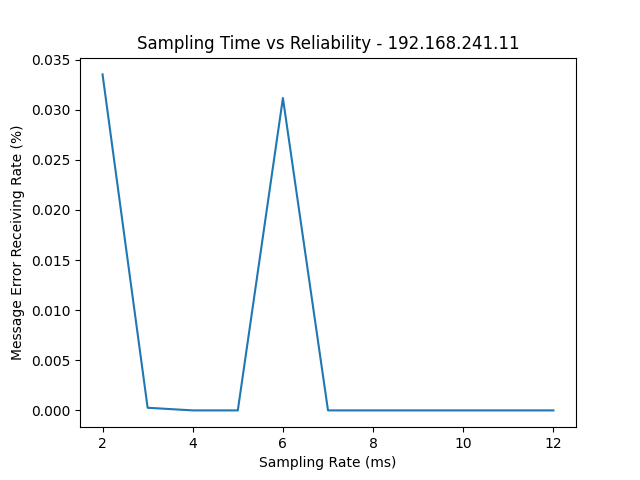 Sampling Time vs Reliability - 192.168.241.11
Message Error Receiving Rate (%)
0.035
0.030
0.025
0.020
0.015
0.010
0.005
0.000
2 4 6 8 10 12
Sampling Rate (ms)